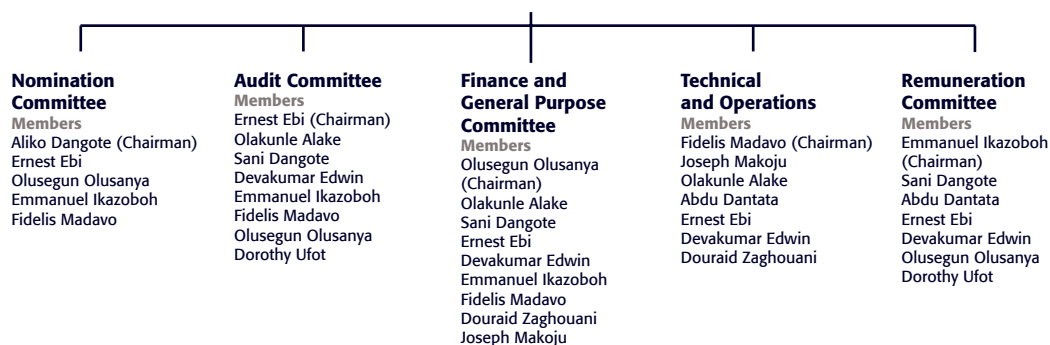 Nomination
Committee
Members
Aliko Dangote (Chairman)
Ernest Ebi
Olusegun Olusanya
Emmanuel Ikazoboh
Fidelis Madavo
Audit Committee
Members
Ernest Ebi (Chairman)
Olakunle Alake
Sani Dangote
Devakumar Edwin
Emmanuel Ikazoboh
Fidelis Madavo
Olusegun Olusanya
Dorothy Ufot
Finance and
General Purpose
Committee
Members
Olusegun Olusanya
(Chairman)
Olakunle Alake
Sani Dangote
Ernest Ebi
Devakumar Edwin
Emmanuel Ikazoboh
Fidelis Madavo
Douraid Zaghouani
Joseph Makoju
Technical
and Operations
Members
Fidelis Madavo (Chairman)
Joseph Makoju
Olakunle Alake
Abdu Dantata
Ernest Ebi
Devakumar Edwin
Douraid Zaghouani
Remuneration
Committee
Members
Emmanuel Ikazoboh
(Chairman)
Sani Dangote
Abdu Dantata
Ernest Ebi
Devakumar Edwin
Olusegun Olusanya
Dorothy Ufot